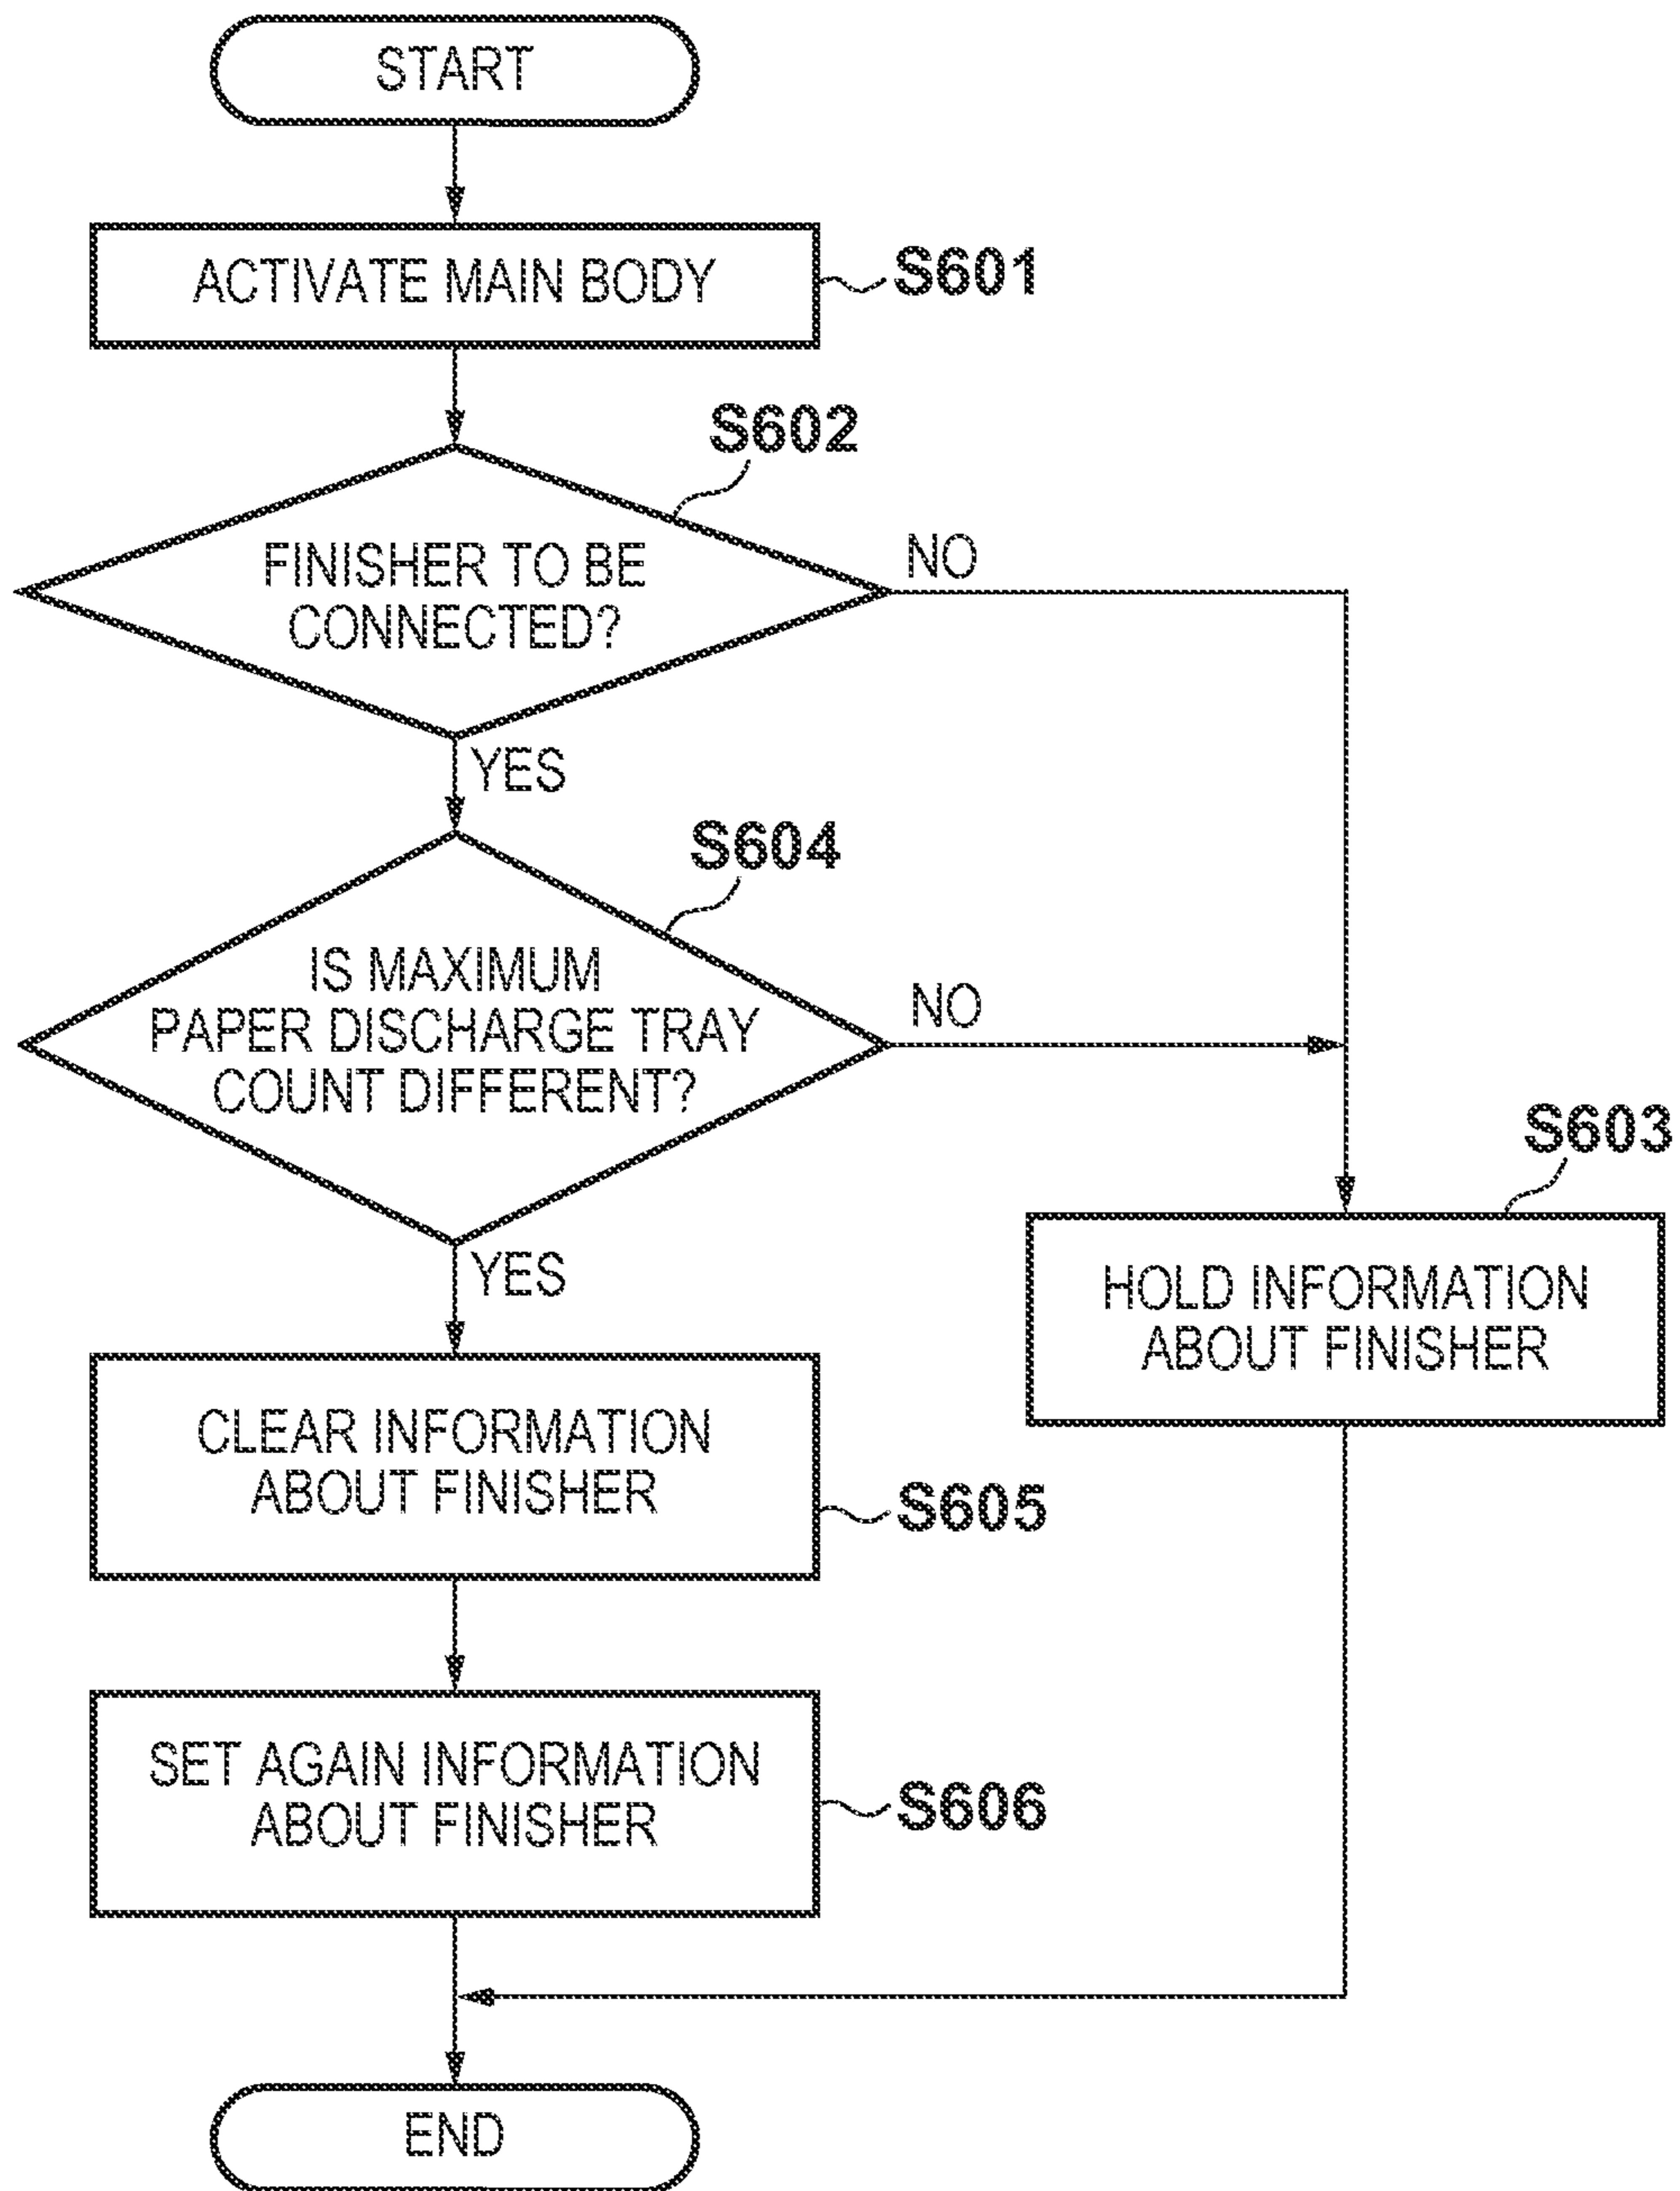 START
ACTIVATE MAIN BODY
S601
S602
FINISHER TO BE
CONNECTED?
NO
YES
S604
IS MAXIMUM
PAPER DISCHARGE TRAY
COUNT DIFFERENT?
NO
YES
S603
HOLD INFORMATION
ABOUT FINISHER
CLEAR INFORMATION
ABOUT FINISHER
S605
SET AGAIN INFORMATION
ABOUT FINISHER
S606
END